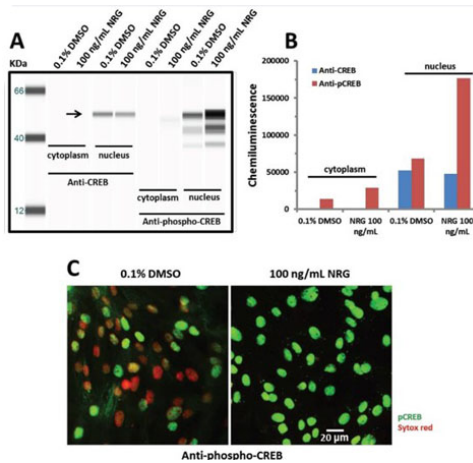 A
KDa
0.1% DMSO
100 ng/mL NRG
0.1% DMSO
100 ng/mL NRG
0.1% DMSO
100 ng/mL NRG
0.1% DMSO
100 ng/mL NRG
66
40
12
cytoplasm nucleus
Anti-CREB
cytoplasm nucleus
Anti-phospho-CREB
B
Anti-CREB
Anti-pCREB
Chemiluminescence
200000
150000
100000
50000
0
cytoplasm
nucleus
0.1% DMSO NRG 100 ng/mL 0.1% DMSO NRG 100 ng/mL
C
0.1% DMSO 100 ng/mL NRG
20 µm
pCREB
Sytox red
Anti-phospho-CREB